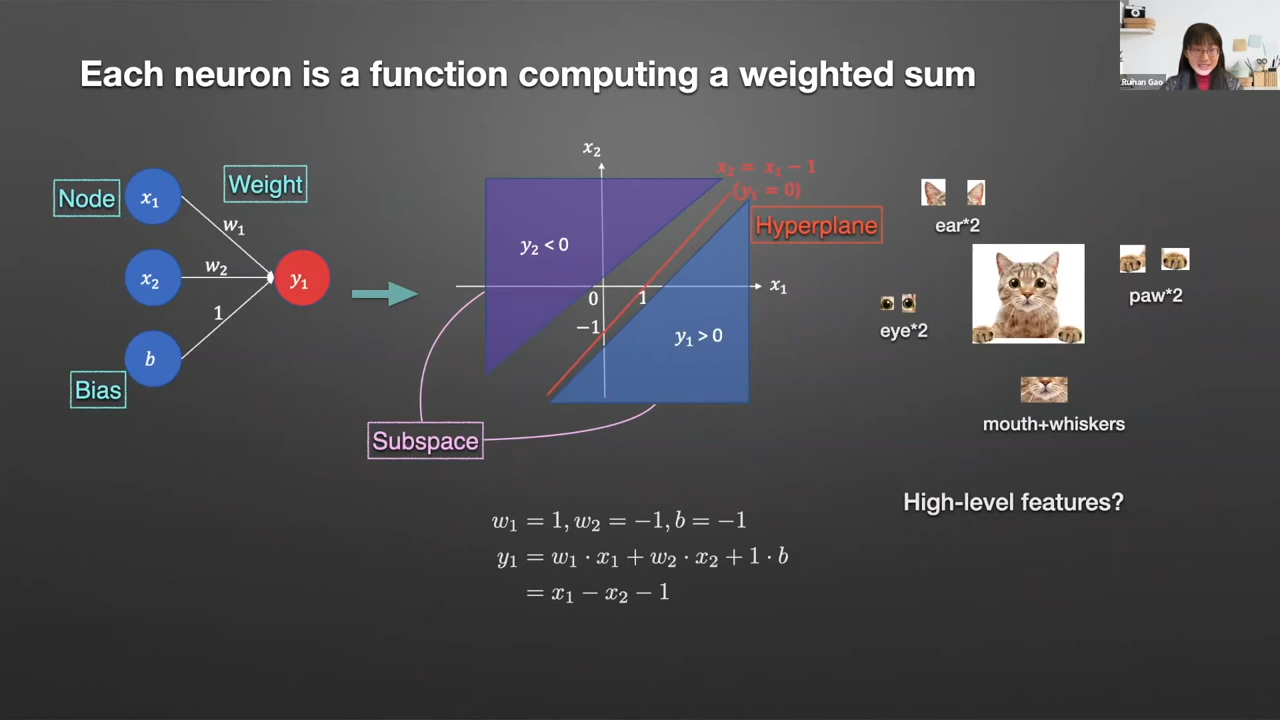 Each neuron is a function computing a weighted sum
Ruihan Gao
Node
Weight
Bias
x₁
x₂
b
w₁
w₂
1
y₁
x₂
x₂ = x₁ − 1
(y₁ = 0)
Hyperplane
y₂ < 0
0
1
x₁
−1
y₁ > 0
Subspace
ear*2
eye*2
paw*2
mouth+whiskers
High-level features?
w₁ = 1, w₂ = −1, b = −1
y₁ = w₁ · x₁ + w₂ · x₂ + 1 · b
= x₁ − x₂ − 1